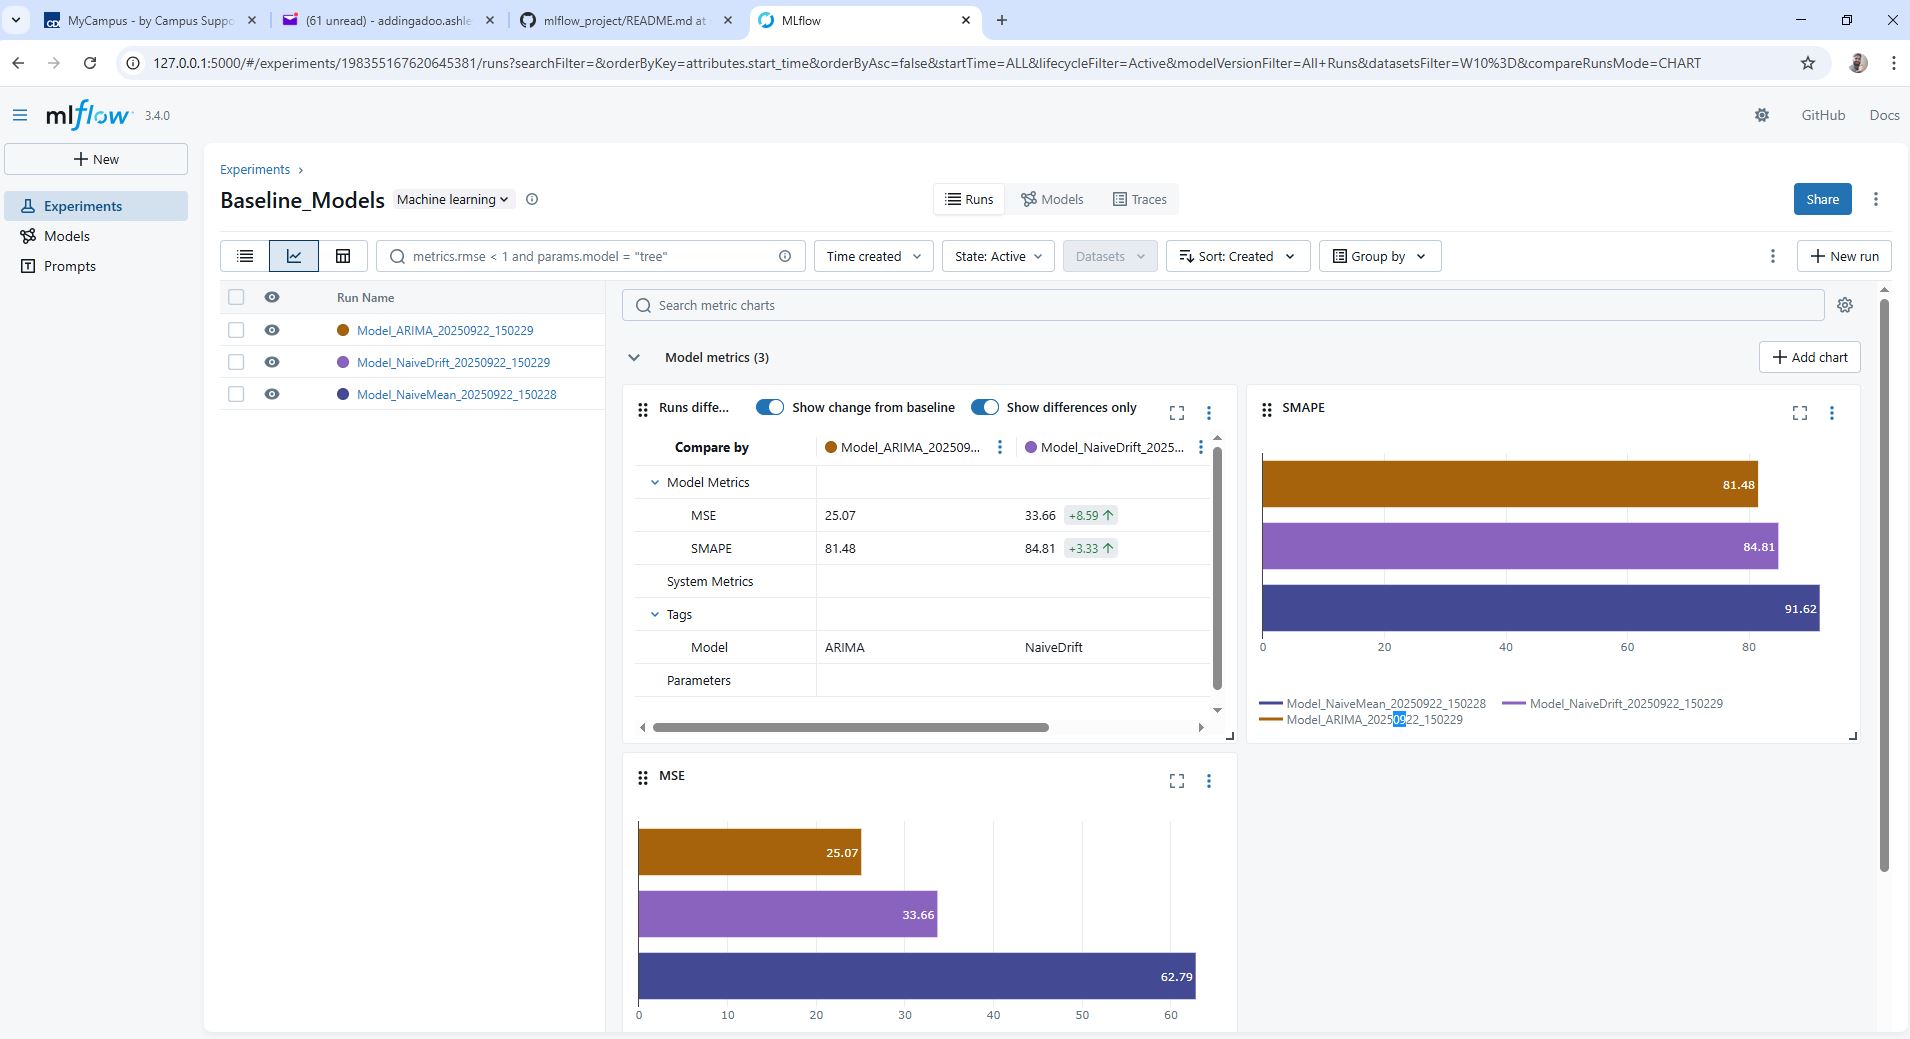 MyCampus - by Campus Suppo
(61 unread) - addingadoo.ashle
mlflow_project/README.md at
MLflow
127.0.0.1:5000/#/experiments/198355167620645381/runs?searchFilter=&orderByKey=attributes.start_time&orderByAsc=false&startTime=ALL&lifecycleFilter=Active&modelVersionFilter=All+Runs&datasetsFilter=W10%3D&compareRunsMode=CHART
mlflow 3.4.0
GitHub
Docs
New
Experiments
Models
Prompts
Experiments
Baseline_Models
Machine learning
Runs
Models
Traces
Share
metrics.rmse < 1 and params.model = "tree"
Time created
State: Active
Datasets
Sort: Created
Group by
New run
Run Name
Model_ARIMA_20250922_150229
Model_NaiveDrift_20250922_150229
Model_NaiveMean_20250922_150228
Search metric charts
Model metrics (3)
Add chart
Runs diffe...
Show change from baseline
Show differences only
Compare by
Model_ARIMA_202509...
Model_NaiveDrift_2025...
Model Metrics
MSE 25.07 33.66 +8.59
SMAPE 81.48 84.81 +3.33
System Metrics
Tags
Model ARIMA NaiveDrift
Parameters
SMAPE
81.48
84.81
91.62
0 20 40 60 80
Model_NaiveMean_20250922_150228 Model_NaiveDrift_20250922_150229
Model_ARIMA_20250922_150229
MSE
25.07
33.66
62.79
0 10 20 30 40 50 60